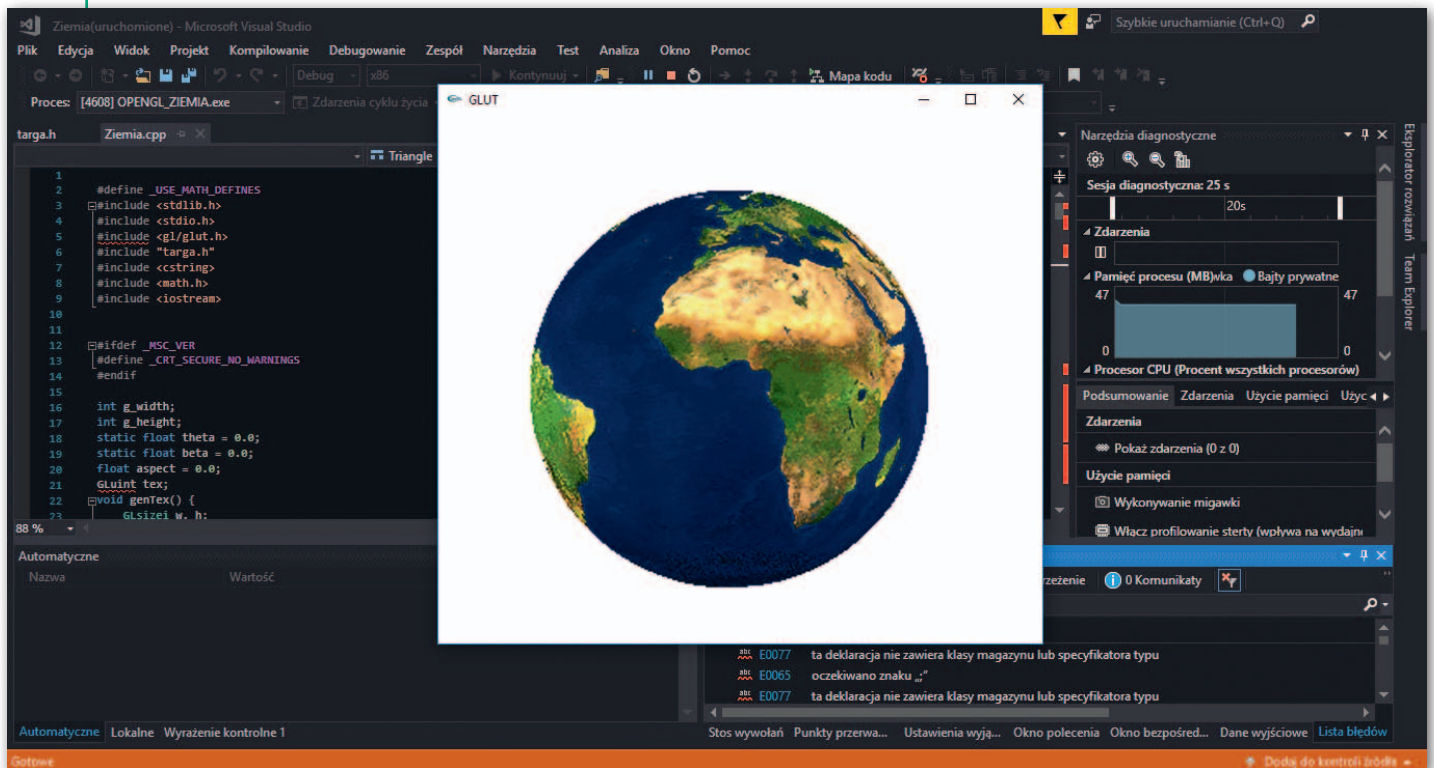 Ziemia(uruchomione) - Microsoft Visual Studio
Szybkie uruchamianie (Ctrl+Q)
Plik Edycja Widok Projekt Kompilowanie Debugowanie Zespół Narzędzia Test Analiza Okno Pomoc
Debug x86 Kontynuuj Mapa kodu
Proces: [4608] OPENGL_ZIEMIA.exe Zdarzenia cyklu życia
GLUT
targa.h Ziemia.cpp
Triangle
1
2 #define _USE_MATH_DEFINES
3 #include <stdlib.h>
4 #include <stdio.h>
5 #include <gl/glut.h>
6 #include "targa.h"
7 #include <cstring>
8 #include <math.h>
9 #include <iostream>
10
11
12 #ifdef _MSC_VER
13 #define _CRT_SECURE_NO_WARNINGS
14 #endif
15
16 int g_width;
17 int g_height;
18 static float theta = 0.0;
19 static float beta = 0.0;
20 float aspect = 0.0;
21 GLuint tex;
22 void genTex() {
23 GLsizei w, h;
88 %
Narzędzia diagnostyczne
Sesja diagnostyczna: 25 s
20s
Zdarzenia
Pamięć procesu (MB)wka Bajty prywatne
47 47
0 0
Procesor CPU (Procent wszystkich procesorów)
Podsumowanie Zdarzenia Użycie pamięci Użyc
Zdarzenia
Pokaż zdarzenia (0 z 0)
Użycie pamięci
Wykonywanie migawki
Włącz profilowanie sterty (wpływa na wydajn
Eksplorator rozwiązań
Team Explorer
Automatyczne
Nazwa Wartość
rzeżenie 0 Komunikaty
abc E0077 ta deklaracja nie zawiera klasy magazynu lub specyfikatora typu
abc E0065 oczekiwano znaku „;”
abc E0077 ta deklaracja nie zawiera klasy magazynu lub specyfikatora typu
Automatyczne Lokalne Wyrażenie kontrolne 1
Stos wywołań Punkty przerwa... Ustawienia wyją... Okno polecenia Okno bezpośred... Dane wyjściowe Lista błędów
Gotowe
Dodaj do kontroli źródła